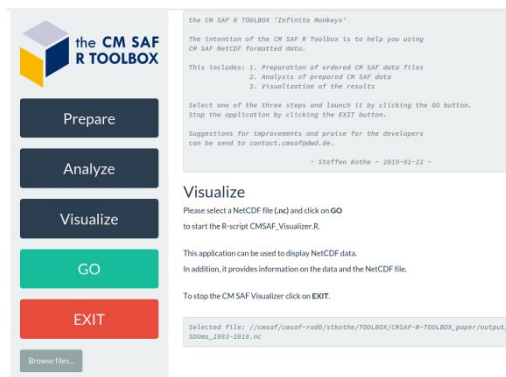 the CM SAF
R TOOLBOX
Prepare
Analyze
Visualize
GO
EXIT
Browse files...
the CM SAF R TOOLBOX 'Infinite Monkeys'
The intention of the CM SAF R Toolbox is to help you using
CM SAF NetCDF formatted data.
This includes: 1. Preparation of ordered CM SAF data files
2. Analysis of prepared CM SAF data
3. Visualization of the results
Select one of the three steps and launch it by clicking the GO button.
Stop the application by clicking the EXIT button.
Suggestions for improvements and praise for the developers
can be send to contact.cmsaf@dwd.de.
- Steffen Kothe - 2019-01-22 -
Visualize
Please select a NetCDF file (.nc) and click on GO
to start the R-script CMSAF_Visualizer.R.
This application can be used to display NetCDF data.
In addition, it provides information on the data and the NetCDF file.
To stop the CM SAF Visualizer click on EXIT.
Selected file: //cmsaf/cmsaf-rad6/stkothe/TOOLBOX/CMSAF-R-TOOLBOX_paper/output/
SDUms_1983-2018.nc